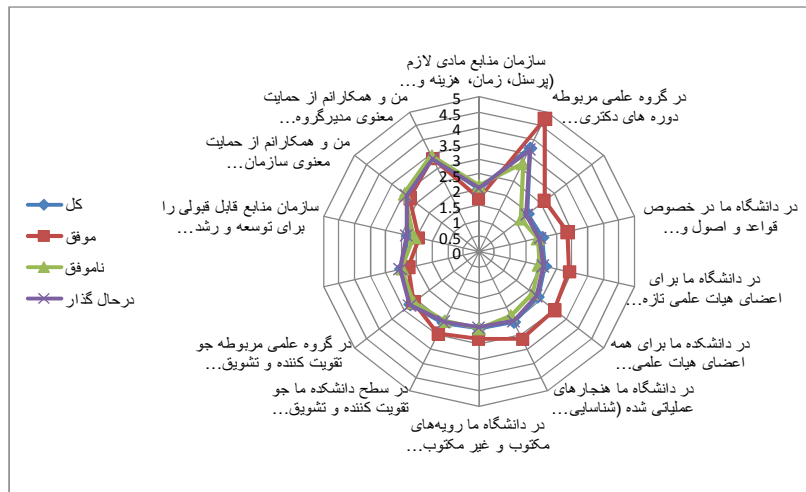 سازمان منابع مادی لازم
(پرسنل، زمان، هزینه و...
در گروه علمی مربوطه
دوره های دکتری...
در دانشگاه ما در خصوص
قواعد و اصول و...
در دانشگاه ما برای
اعضای هیات علمی تازه...
در دانشکده ما برای همه
اعضای هیات علمی...
در دانشگاه ما هنجارهای
عملیاتی شده (شناسایی...
در دانشگاه ما رویه‌های
مکتوب و غیر مکتوب...
در سطح دانشکده ما جو
تقویت کننده و تشویق...
در گروه علمی مربوطه جو
تقویت کننده و تشویق...
سازمان منابع قابل قبولی را
برای توسعه و رشد...
من و همکارانم از حمایت
معنوی سازمان...
من و همکارانم از حمایت
معنوی مدیرگروه...
5
4.5
4
3.5
3
2.5
2
1.5
1
0.5
0
کل
موفق
ناموفق
درحال گذار